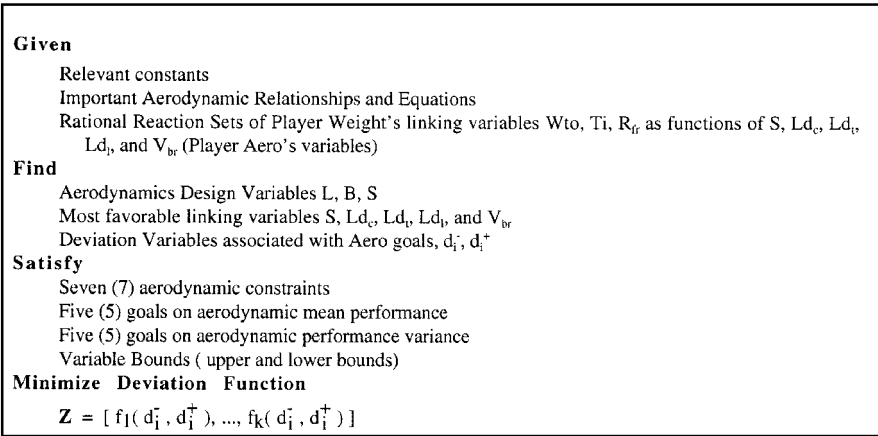 Given
Relevant constants
Important Aerodynamic Relationships and Equations
Rational Reaction Sets of Player Weight's linking variables Wto, Ti, R_fr as functions of S, Ld_c, Ld_t,
Ld_l, and V_br (Player Aero's variables)
Find
Aerodynamics Design Variables L, B, S
Most favorable linking variables S, Ld_c, Ld_t, Ld_l, and V_br
Deviation Variables associated with Aero goals, d_i^-, d_i^+
Satisfy
Seven (7) aerodynamic constraints
Five (5) goals on aerodynamic mean performance
Five (5) goals on aerodynamic performance variance
Variable Bounds ( upper and lower bounds)
Minimize Deviation Function
Z = [ f_1( d_i^- , d_i^+ ), ..., f_k( d_i^- , d_i^+ ) ]